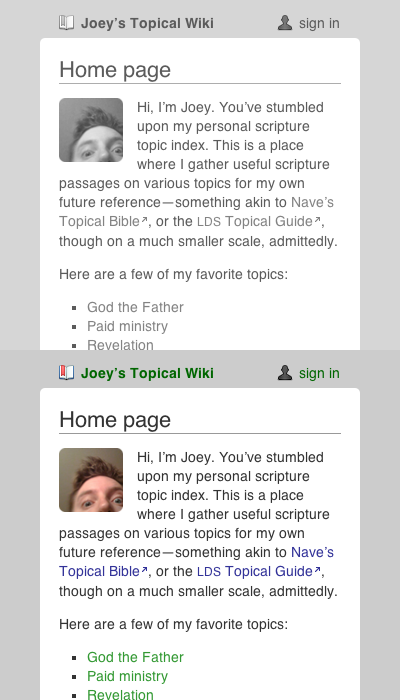 Joey's Topical Wiki sign in
Home page
Hi, I'm Joey. You've stumbled
upon my personal scripture
topic index. This is a place
where I gather useful scripture
passages on various topics for my own
future reference—something akin to Nave's
Topical Bible↗, or the LDS Topical Guide↗,
though on a much smaller scale, admittedly.
Here are a few of my favorite topics:
▪ God the Father
▪ Paid ministry
▪ Revelation
Joey's Topical Wiki sign in
Home page
Hi, I'm Joey. You've stumbled
upon my personal scripture
topic index. This is a place
where I gather useful scripture
passages on various topics for my own
future reference—something akin to Nave's
Topical Bible↗, or the LDS Topical Guide↗,
though on a much smaller scale, admittedly.
Here are a few of my favorite topics:
▪ God the Father
▪ Paid ministry
▪ Revelation